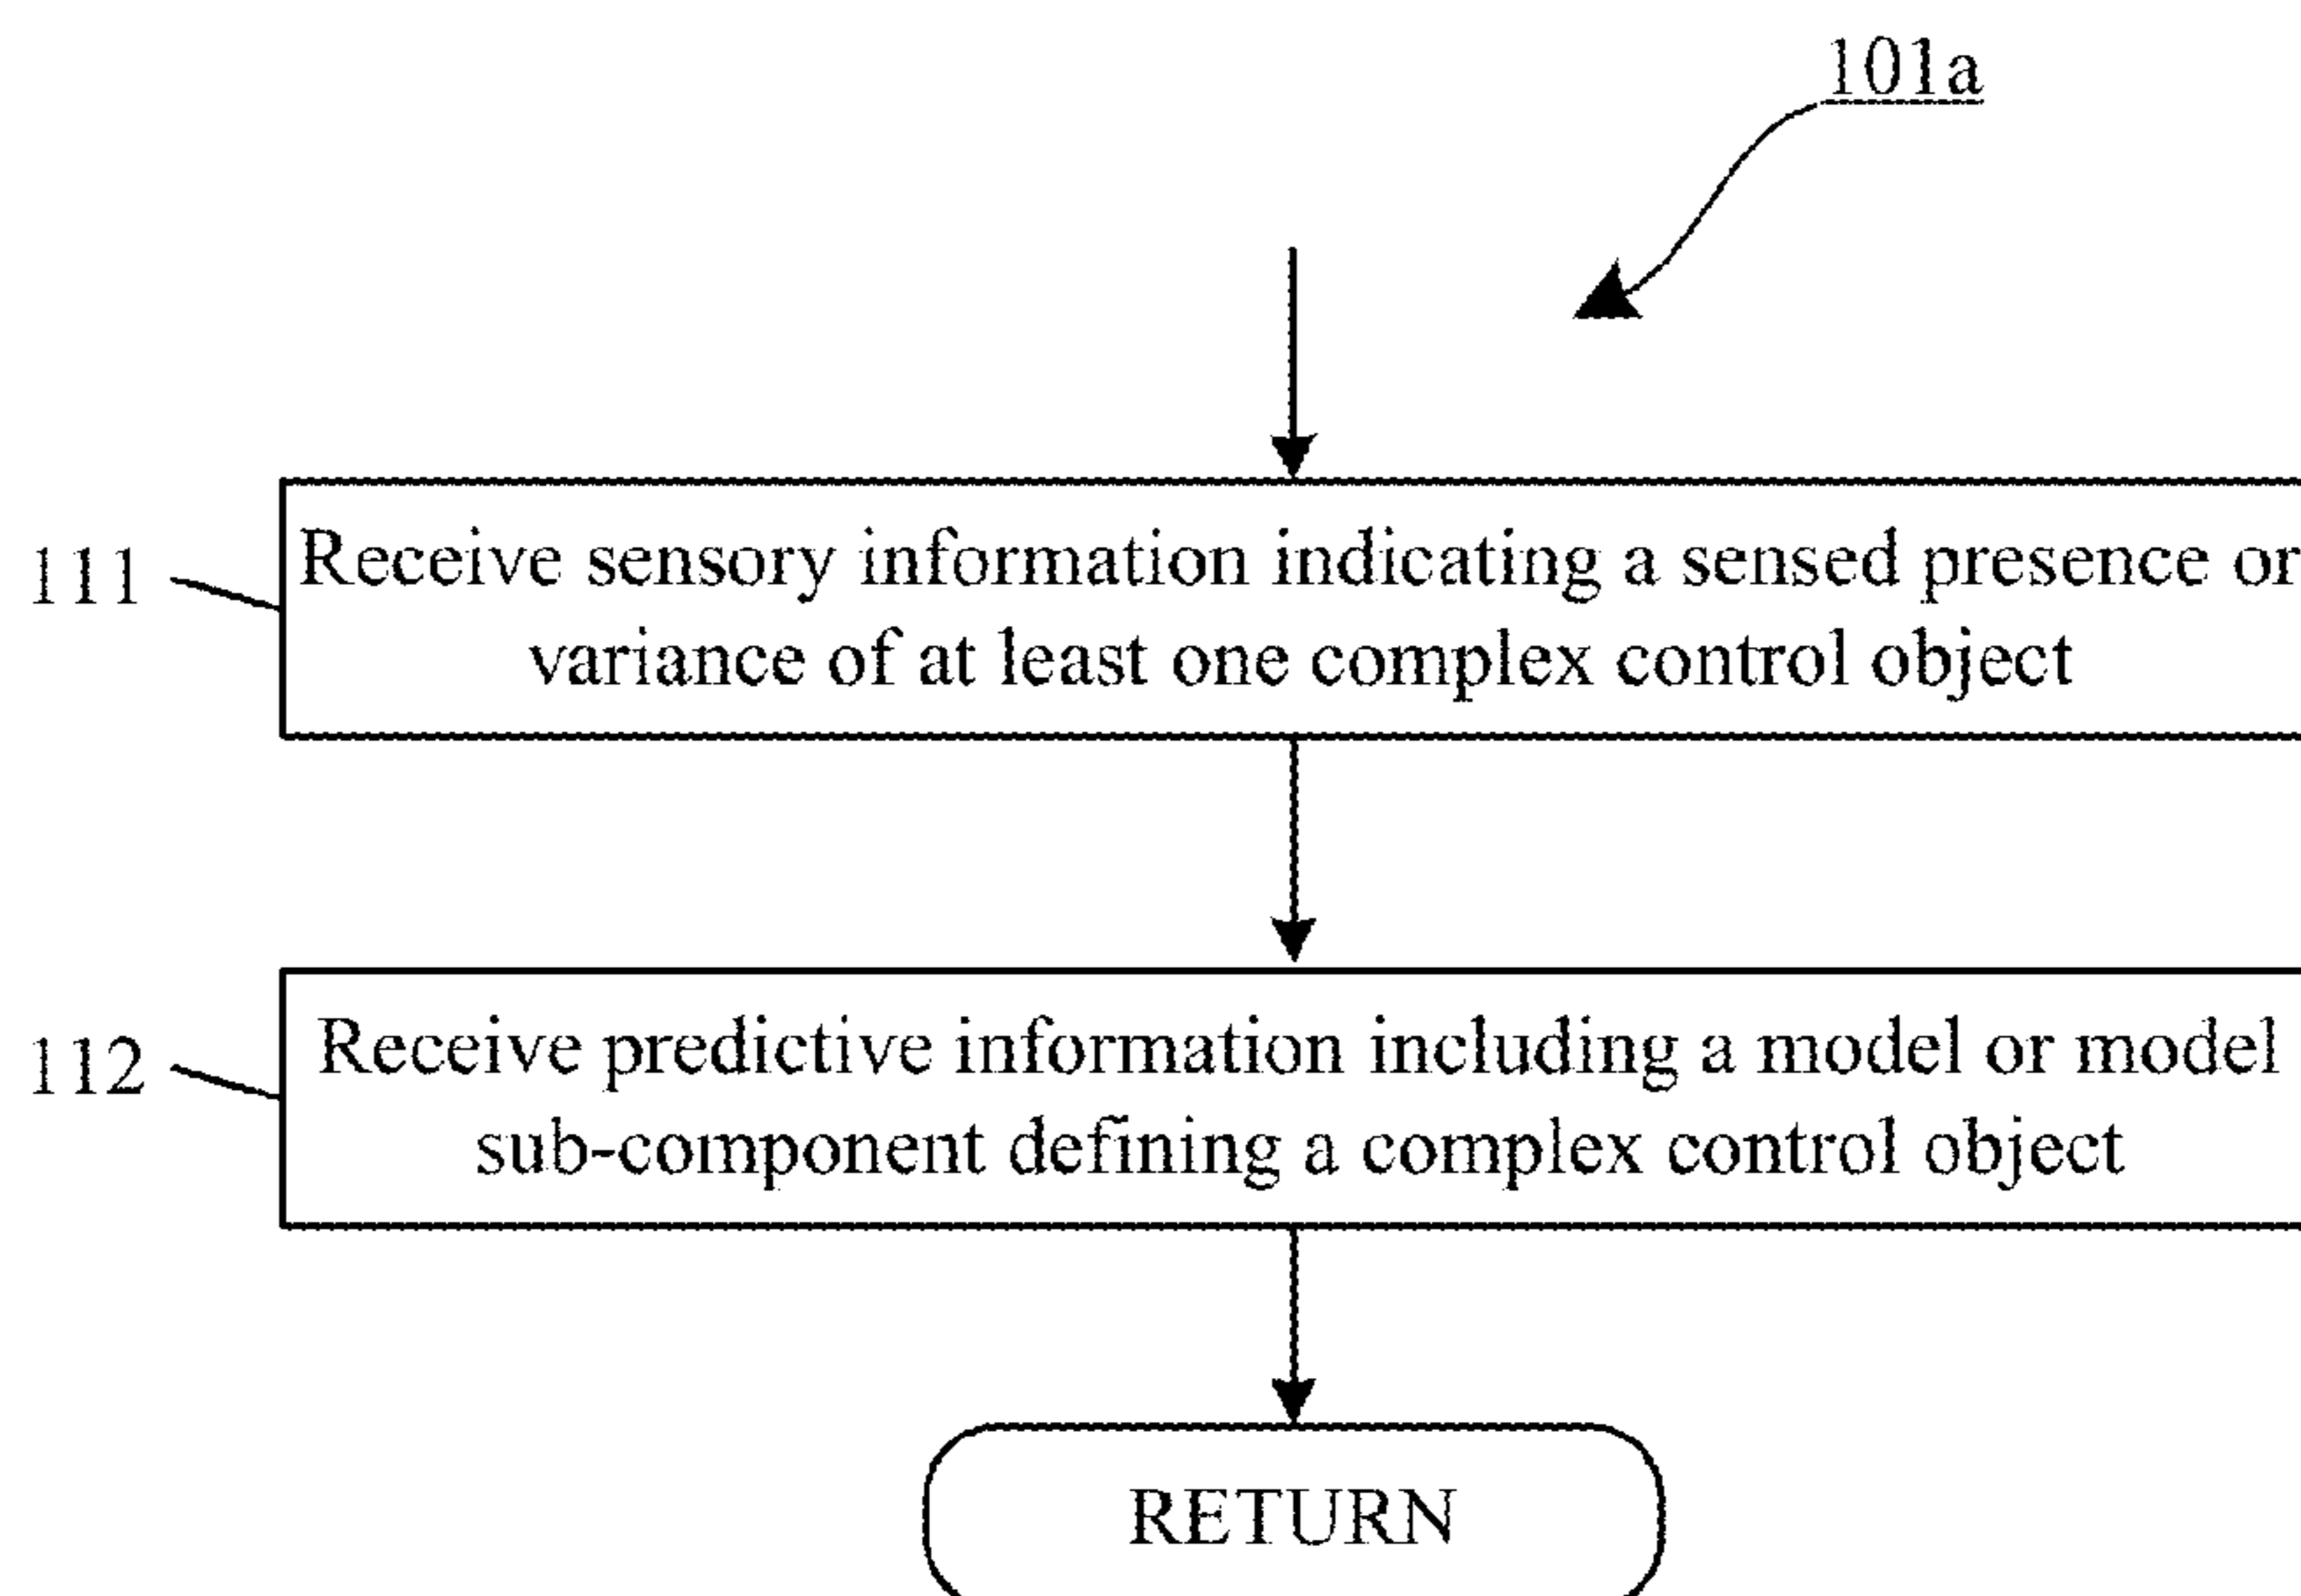 101a
111
Receive sensory information indicating a sensed presence or
variance of at least one complex control object
112
Receive predictive information including a model or model
sub-component defining a complex control object
RETURN